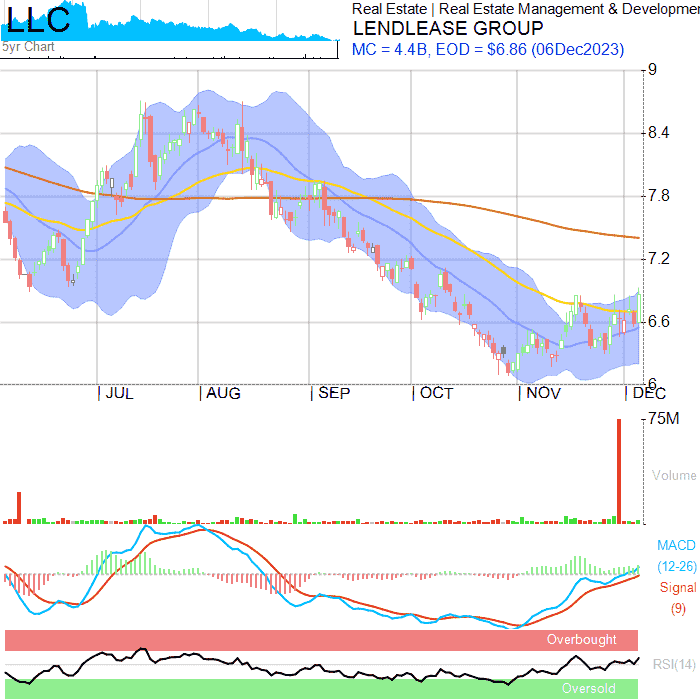 LLC
5yr Chart
Real Estate | Real Estate Management & Developmen
LENDLEASE GROUP
MC = 4.4B, EOD = $6.86 (06Dec2023)
9
8.4
7.8
7.2
6.6
6
JUL AUG SEP OCT NOV DEC
75M
Volume
MACD
(12-26)
Signal
(9)
Overbought
RSI(14)
Oversold